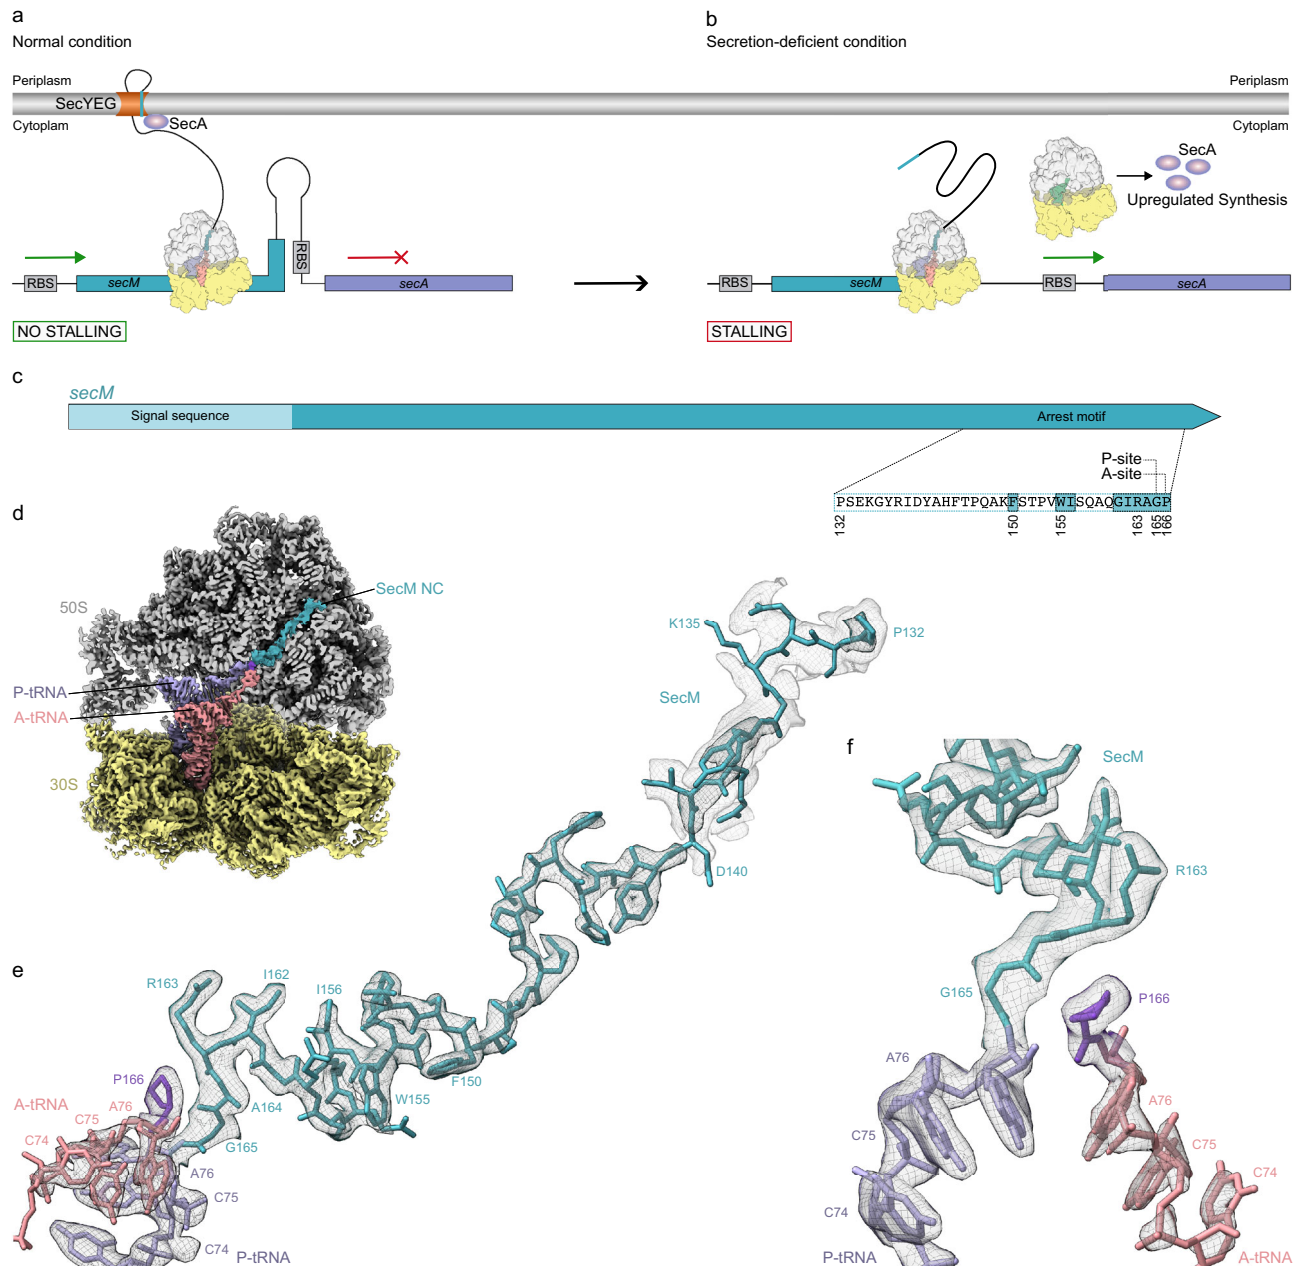 a
Normal condition
Periplasm
SecYEG
Cytoplam
SecA
RBS
secM
RBS
secA
NO STALLING
b
Secretion-deficient condition
Periplasm
Periplasm
Cytoplam
SecA
Upregulated Synthesis
RBS
secM
RBS
secA
STALLING
c
secM
Signal sequence
Arrest motif
P-site
A-site
PSEKGYRIDYAHFTPQAKFSTPVWISQAQGIRAGP
132
150
155
163
165
166
d
50S
SecM NC
P-tRNA
A-tRNA
30S
e
K135
P132
SecM
D140
R163
I162
I156
P166
A-tRNA
A76
C75
C74
A164
G165
W155
F150
A76
C75
C74
P-tRNA
f
SecM
R163
G165
P166
A76
C75
C74
P-tRNA
A76
C75
C74
A-tRNA